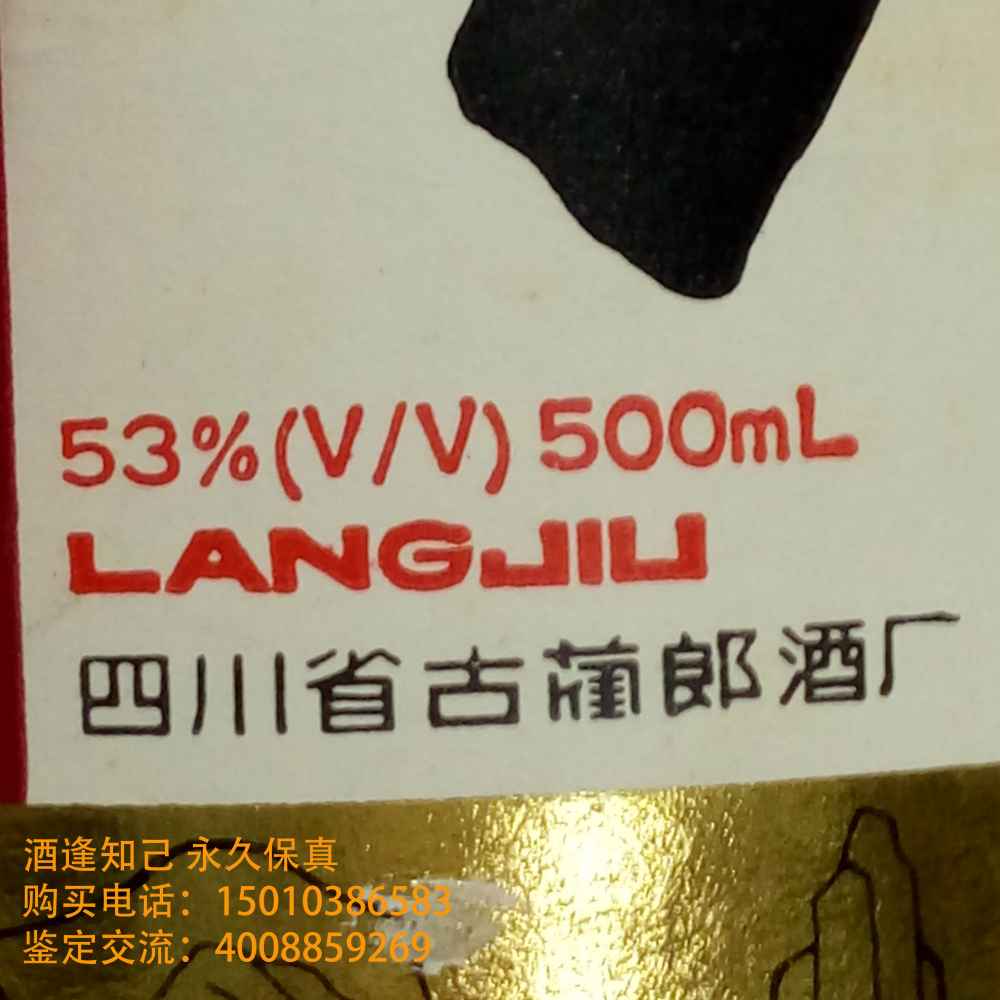 53%(V/V) 500mL
LANGJIU
四川省古蔺郎酒厂
酒逢知己 永久保真
购买电话：15010386583
鉴定交流：4008859269